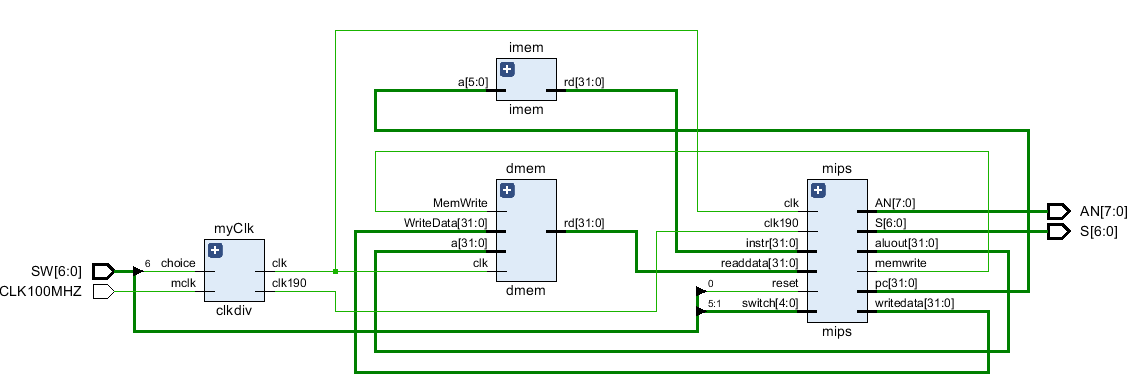 imem
a[5:0] rd[31:0]
imem
dmem
MemWrite
WriteData[31:0] rd[31:0]
a[31:0]
clk
dmem
mips
clk AN[7:0]
clk190 S[6:0]
instr[31:0] aluout[31:0]
readdata[31:0] memwrite
0 reset pc[31:0]
5:1 switch[4:0] writedata[31:0]
mips
AN[7:0]
S[6:0]
myClk
SW[6:0] 6 choice clk
CLK100MHZ mclk clk190
clkdiv